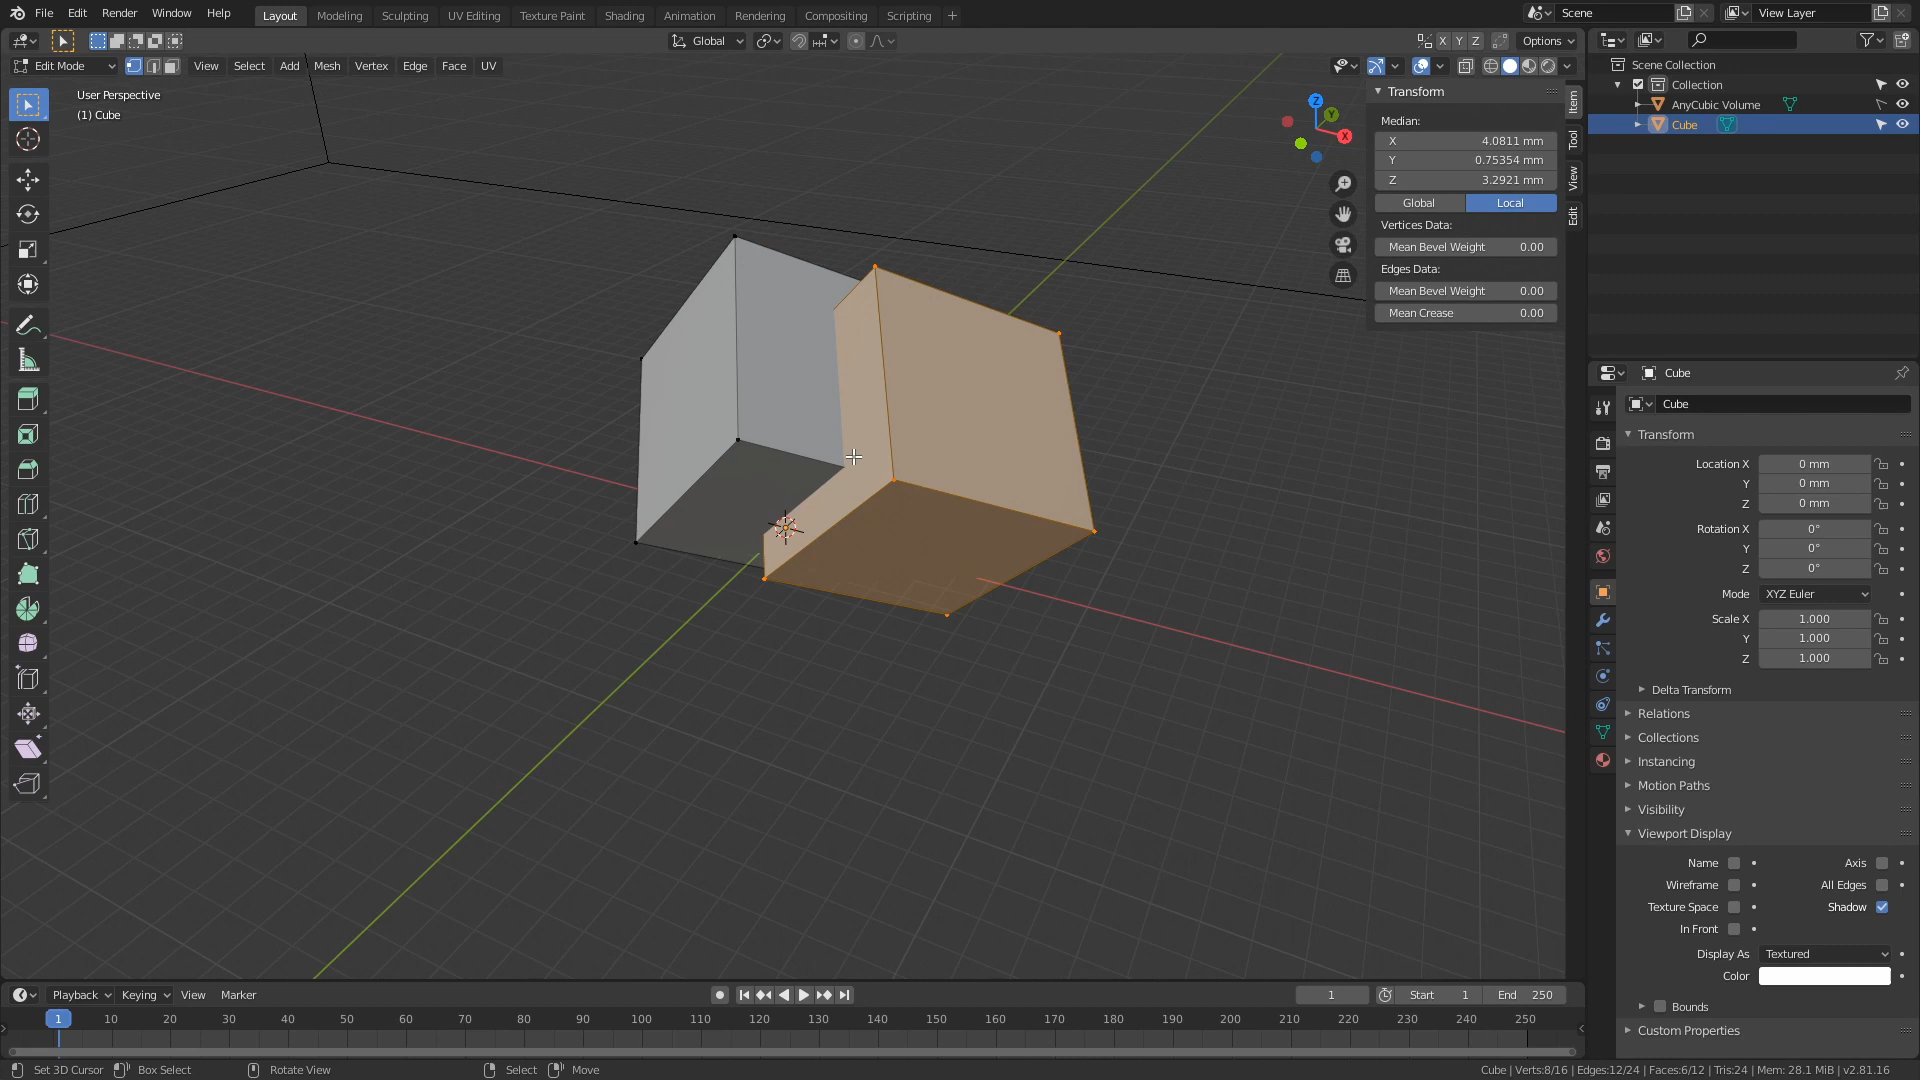 File Edit Render Window Help Layout Modeling Sculpting UV Editing Texture Paint Shading Animation Rendering Compositing Scripting + Scene View Layer
Global X Y Z Options
Edit Mode View Select Add Mesh Vertex Edge Face UV
User Perspective
(1) Cube
Z
Y
X
Transform
Median:
X 4.0811 mm
Y 0.75354 mm
Z 3.2921 mm
Global Local
Vertices Data:
Mean Bevel Weight 0.00
Edges Data:
Mean Bevel Weight 0.00
Mean Crease 0.00
Item
Tool
View
Edit
Scene Collection
Collection
AnyCubic Volume
Cube
Cube
Cube
Transform
Location X 0 mm
Y 0 mm
Z 0 mm
Rotation X 0°
Y 0°
Z 0°
Mode XYZ Euler
Scale X 1.000
Y 1.000
Z 1.000
Delta Transform
Relations
Collections
Instancing
Motion Paths
Visibility
Viewport Display
Name Axis
Wireframe All Edges
Texture Space Shadow
In Front
Display As Textured
Color
Bounds
Custom Properties
Playback Keying View Marker 1 Start 1 End 250
1 10 20 30 40 50 60 70 80 90 100 110 120 130 140 150 160 170 180 190 200 210 220 230 240 250
Set 3D Cursor Box Select Rotate View Select Move Cube | Verts:8/16 | Edges:12/24 | Faces:6/12 | Tris:24 | Mem: 28.1 MiB | v2.81.16